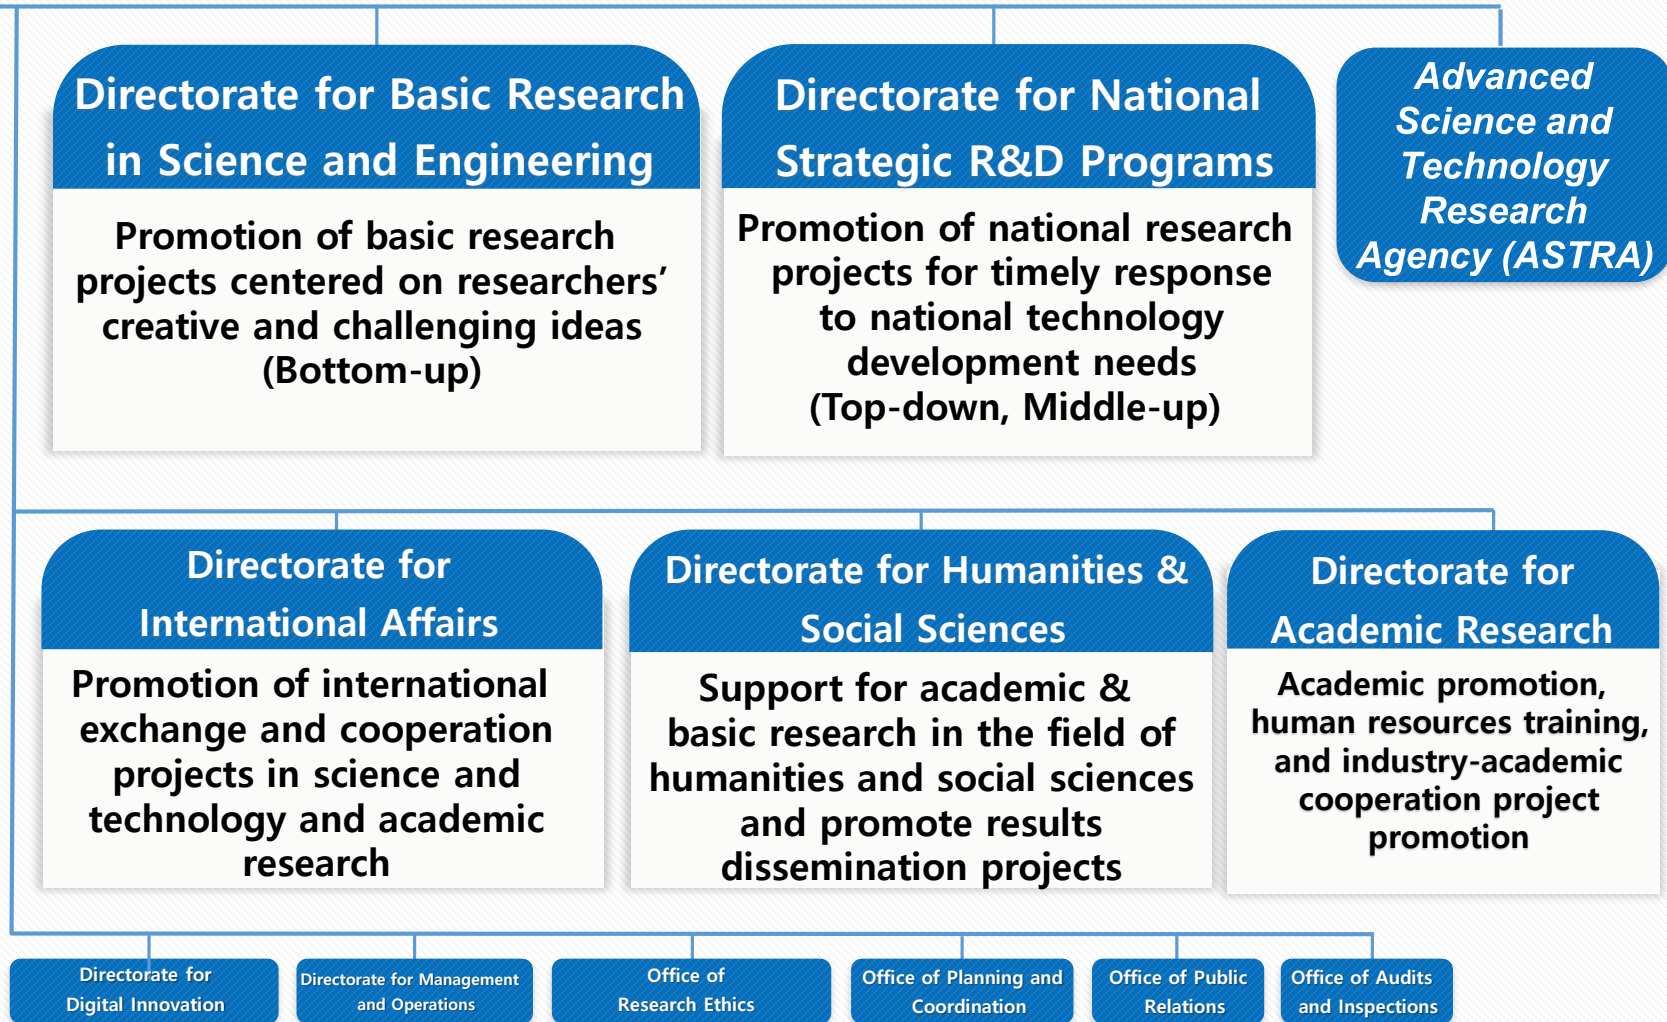 Directorate for Basic Research
in Science and Engineering
Promotion of basic research
projects centered on researchers’
creative and challenging ideas
(Bottom-up)
Directorate for National
Strategic R&D Programs
Promotion of national research
projects for timely response
to national technology
development needs
(Top-down, Middle-up)
Advanced
Science and
Technology
Research
Agency (ASTRA)
Directorate for
International Affairs
Promotion of international
exchange and cooperation
projects in science and
technology and academic
research
Directorate for Humanities &
Social Sciences
Support for academic &
basic research in the field of
humanities and social sciences
and promote results
dissemination projects
Directorate for
Academic Research
Academic promotion,
human resources training,
and industry-academic
cooperation project
promotion
Directorate for
Digital Innovation
Directorate for Management
and Operations
Office of
Research Ethics
Office of Planning and
Coordination
Office of Public
Relations
Office of Audits
and Inspections